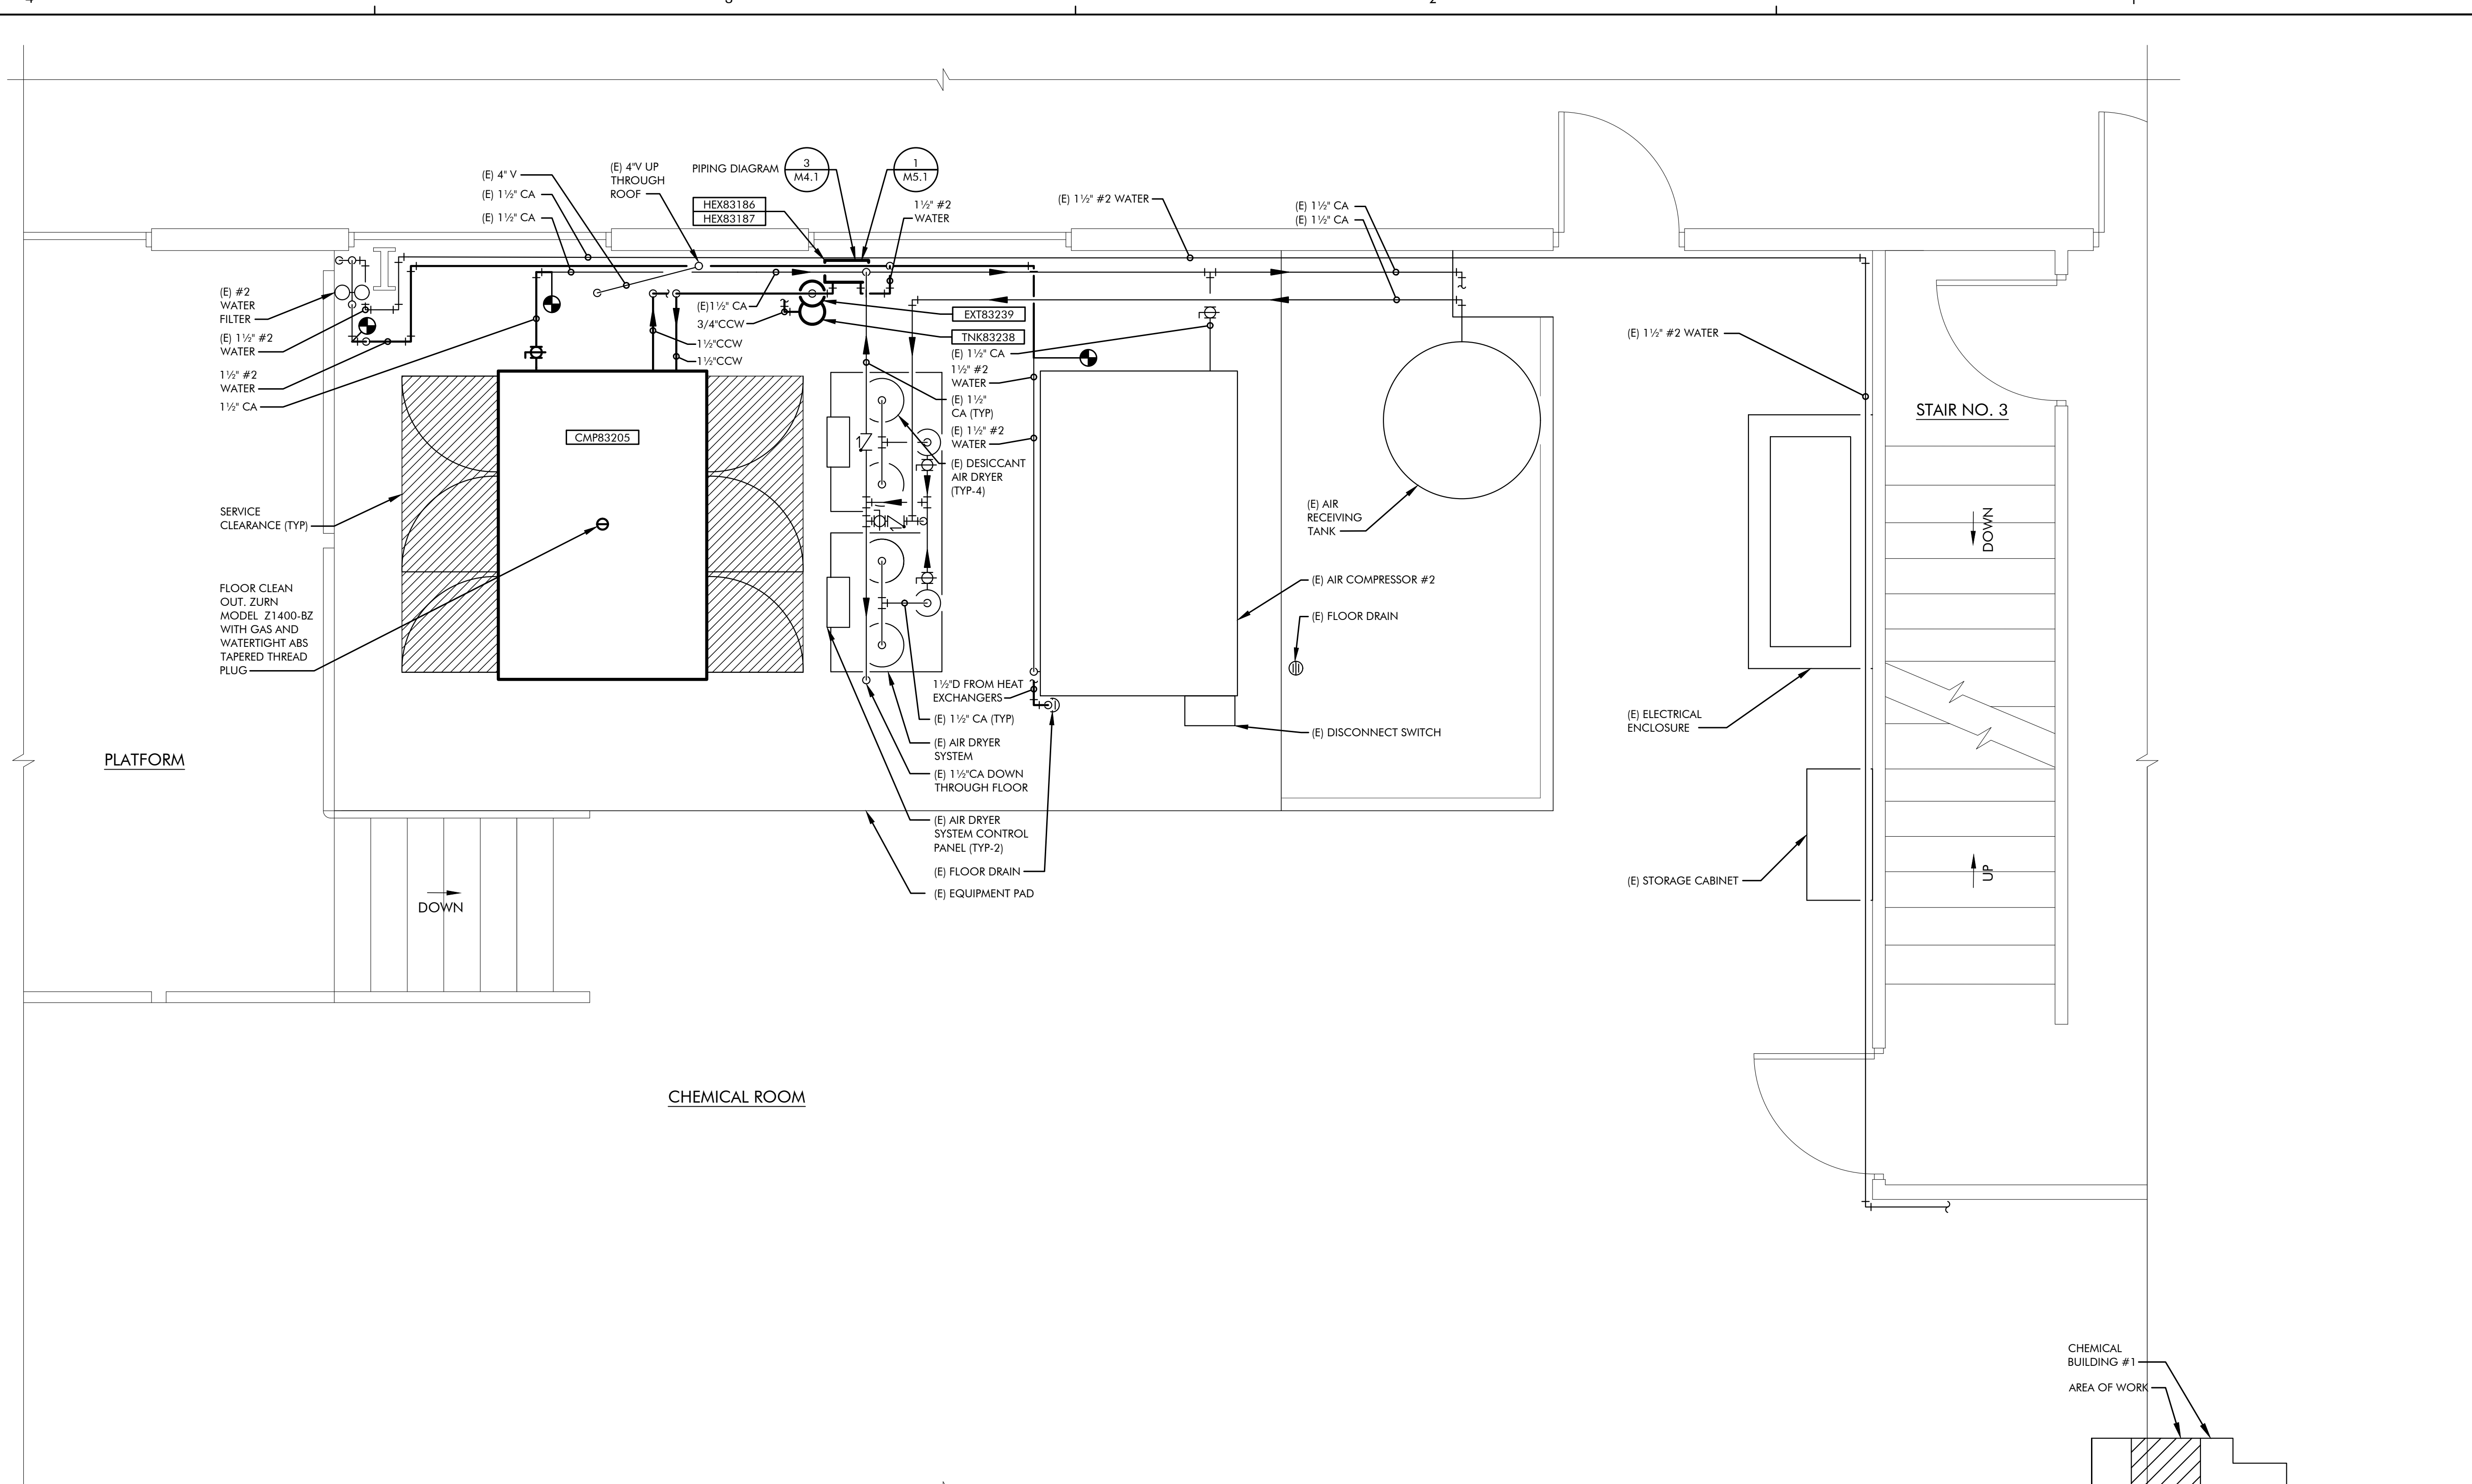 (E) 4" V
(E) 1½" CA
(E) 1½" CA
(E) 4"V UP
THROUGH
ROOF
PIPING DIAGRAM
3
M4.1
1
M5.1
HEX83186
HEX83187
1½" #2
WATER
(E) 1½" #2 WATER
(E) 1½" CA
(E) 1½" CA
(E) #2
WATER
FILTER
(E) 1½" #2
WATER
1½" #2
WATER
1½" CA
(E)1½" CA
3/4"CCW
1½"CCW
1½"CCW
EXT83239
TNK83238
(E) 1½" CA
1½" #2
WATER
(E) 1½"
CA (TYP)
(E) 1½" #2
WATER
(E) DESICCANT
AIR DRYER
(TYP-4)
(E) 1½" #2 WATER
STAIR NO. 3
CMP83205
SERVICE
CLEARANCE (TYP)
(E) AIR
RECEIVING
TANK
DOWN
FLOOR CLEAN
OUT. ZURN
MODEL Z1400-BZ
WITH GAS AND
WATERTIGHT ABS
TAPERED THREAD
PLUG
(E) AIR COMPRESSOR #2
(E) FLOOR DRAIN
1½"D FROM HEAT
EXCHANGERS
(E) 1½" CA (TYP)
(E) AIR DRYER
SYSTEM
(E) 1½"CA DOWN
THROUGH FLOOR
(E) AIR DRYER
SYSTEM CONTROL
PANEL (TYP-2)
(E) FLOOR DRAIN
(E) EQUIPMENT PAD
(E) DISCONNECT SWITCH
(E) ELECTRICAL
ENCLOSURE
PLATFORM
(E) STORAGE CABINET
UP
DOWN
CHEMICAL ROOM
CHEMICAL
BUILDING #1
AREA OF WORK